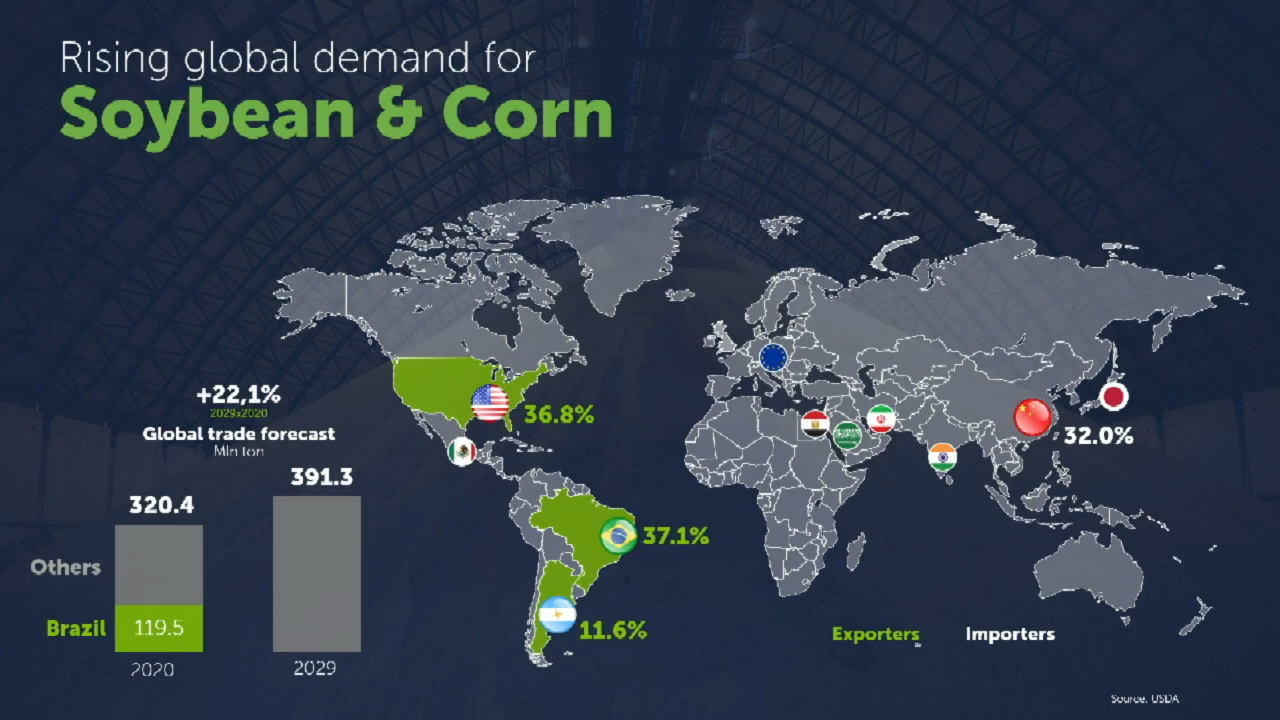 Rising global demand for
Soybean & Corn
+22,1%
2029x2020
Global trade forecast
Mln ton
320.4
391.3
Others
Brazil
119.5
2020
2029
36.8%
37.1%
11.6%
32.0%
Exporters
Importers
Source: USDA